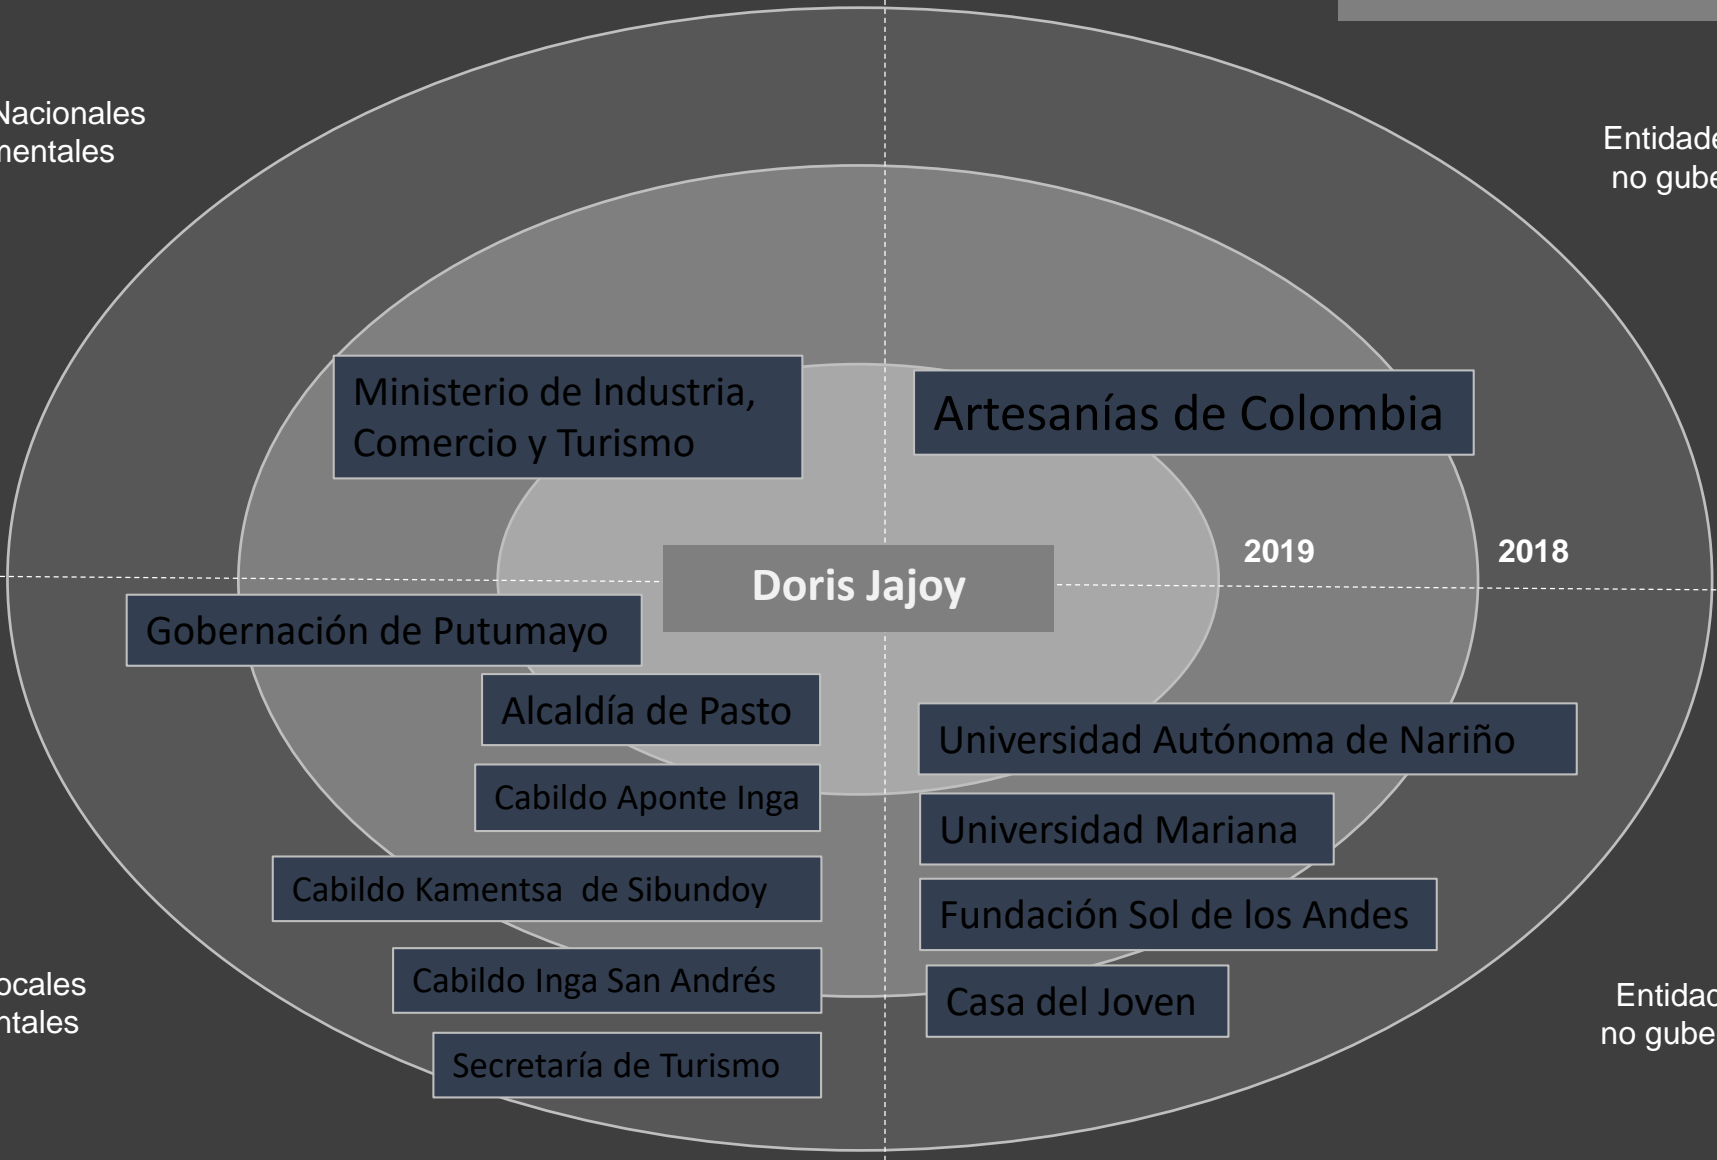 Nacionales
mentales
Entidade
no gube
Ministerio de Industria,
Comercio y Turismo
Artesanías de Colombia
2019
2018
Doris Jajoy
Gobernación de Putumayo
Alcaldía de Pasto
Universidad Autónoma de Nariño
Cabildo Aponte Inga
Universidad Mariana
Cabildo Kamentsa de Sibundoy
Fundación Sol de los Andes
Cabildo Inga San Andrés
Casa del Joven
Secretaría de Turismo
ocales
ntales
Entidad
no gube